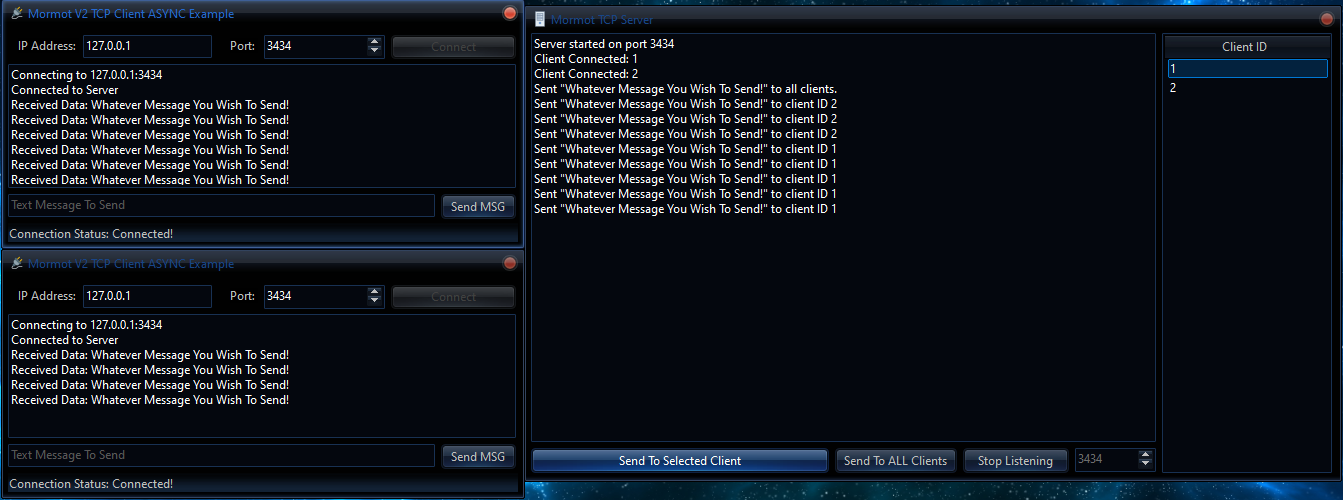 Mormot V2 TCP Client ASYNC Example
IP Address: 127.0.0.1 Port: 3434 Connect
Connecting to 127.0.0.1:3434
Connected to Server
Received Data: Whatever Message You Wish To Send!
Received Data: Whatever Message You Wish To Send!
Received Data: Whatever Message You Wish To Send!
Received Data: Whatever Message You Wish To Send!
Received Data: Whatever Message You Wish To Send!
Received Data: Whatever Message You Wish To Send!
Text Message To Send Send MSG
Connection Status: Connected!
Mormot V2 TCP Client ASYNC Example
IP Address: 127.0.0.1 Port: 3434 Connect
Connecting to 127.0.0.1:3434
Connected to Server
Received Data: Whatever Message You Wish To Send!
Received Data: Whatever Message You Wish To Send!
Received Data: Whatever Message You Wish To Send!
Received Data: Whatever Message You Wish To Send!
Text Message To Send Send MSG
Connection Status: Connected!
Mormot TCP Server
Server started on port 3434
Client Connected: 1
Client Connected: 2
Sent "Whatever Message You Wish To Send!" to all clients.
Sent "Whatever Message You Wish To Send!" to client ID 2
Sent "Whatever Message You Wish To Send!" to client ID 2
Sent "Whatever Message You Wish To Send!" to client ID 2
Sent "Whatever Message You Wish To Send!" to client ID 1
Sent "Whatever Message You Wish To Send!" to client ID 1
Sent "Whatever Message You Wish To Send!" to client ID 1
Sent "Whatever Message You Wish To Send!" to client ID 1
Sent "Whatever Message You Wish To Send!" to client ID 1
Send To Selected Client Send To ALL Clients Stop Listening 3434
Client ID
1
2